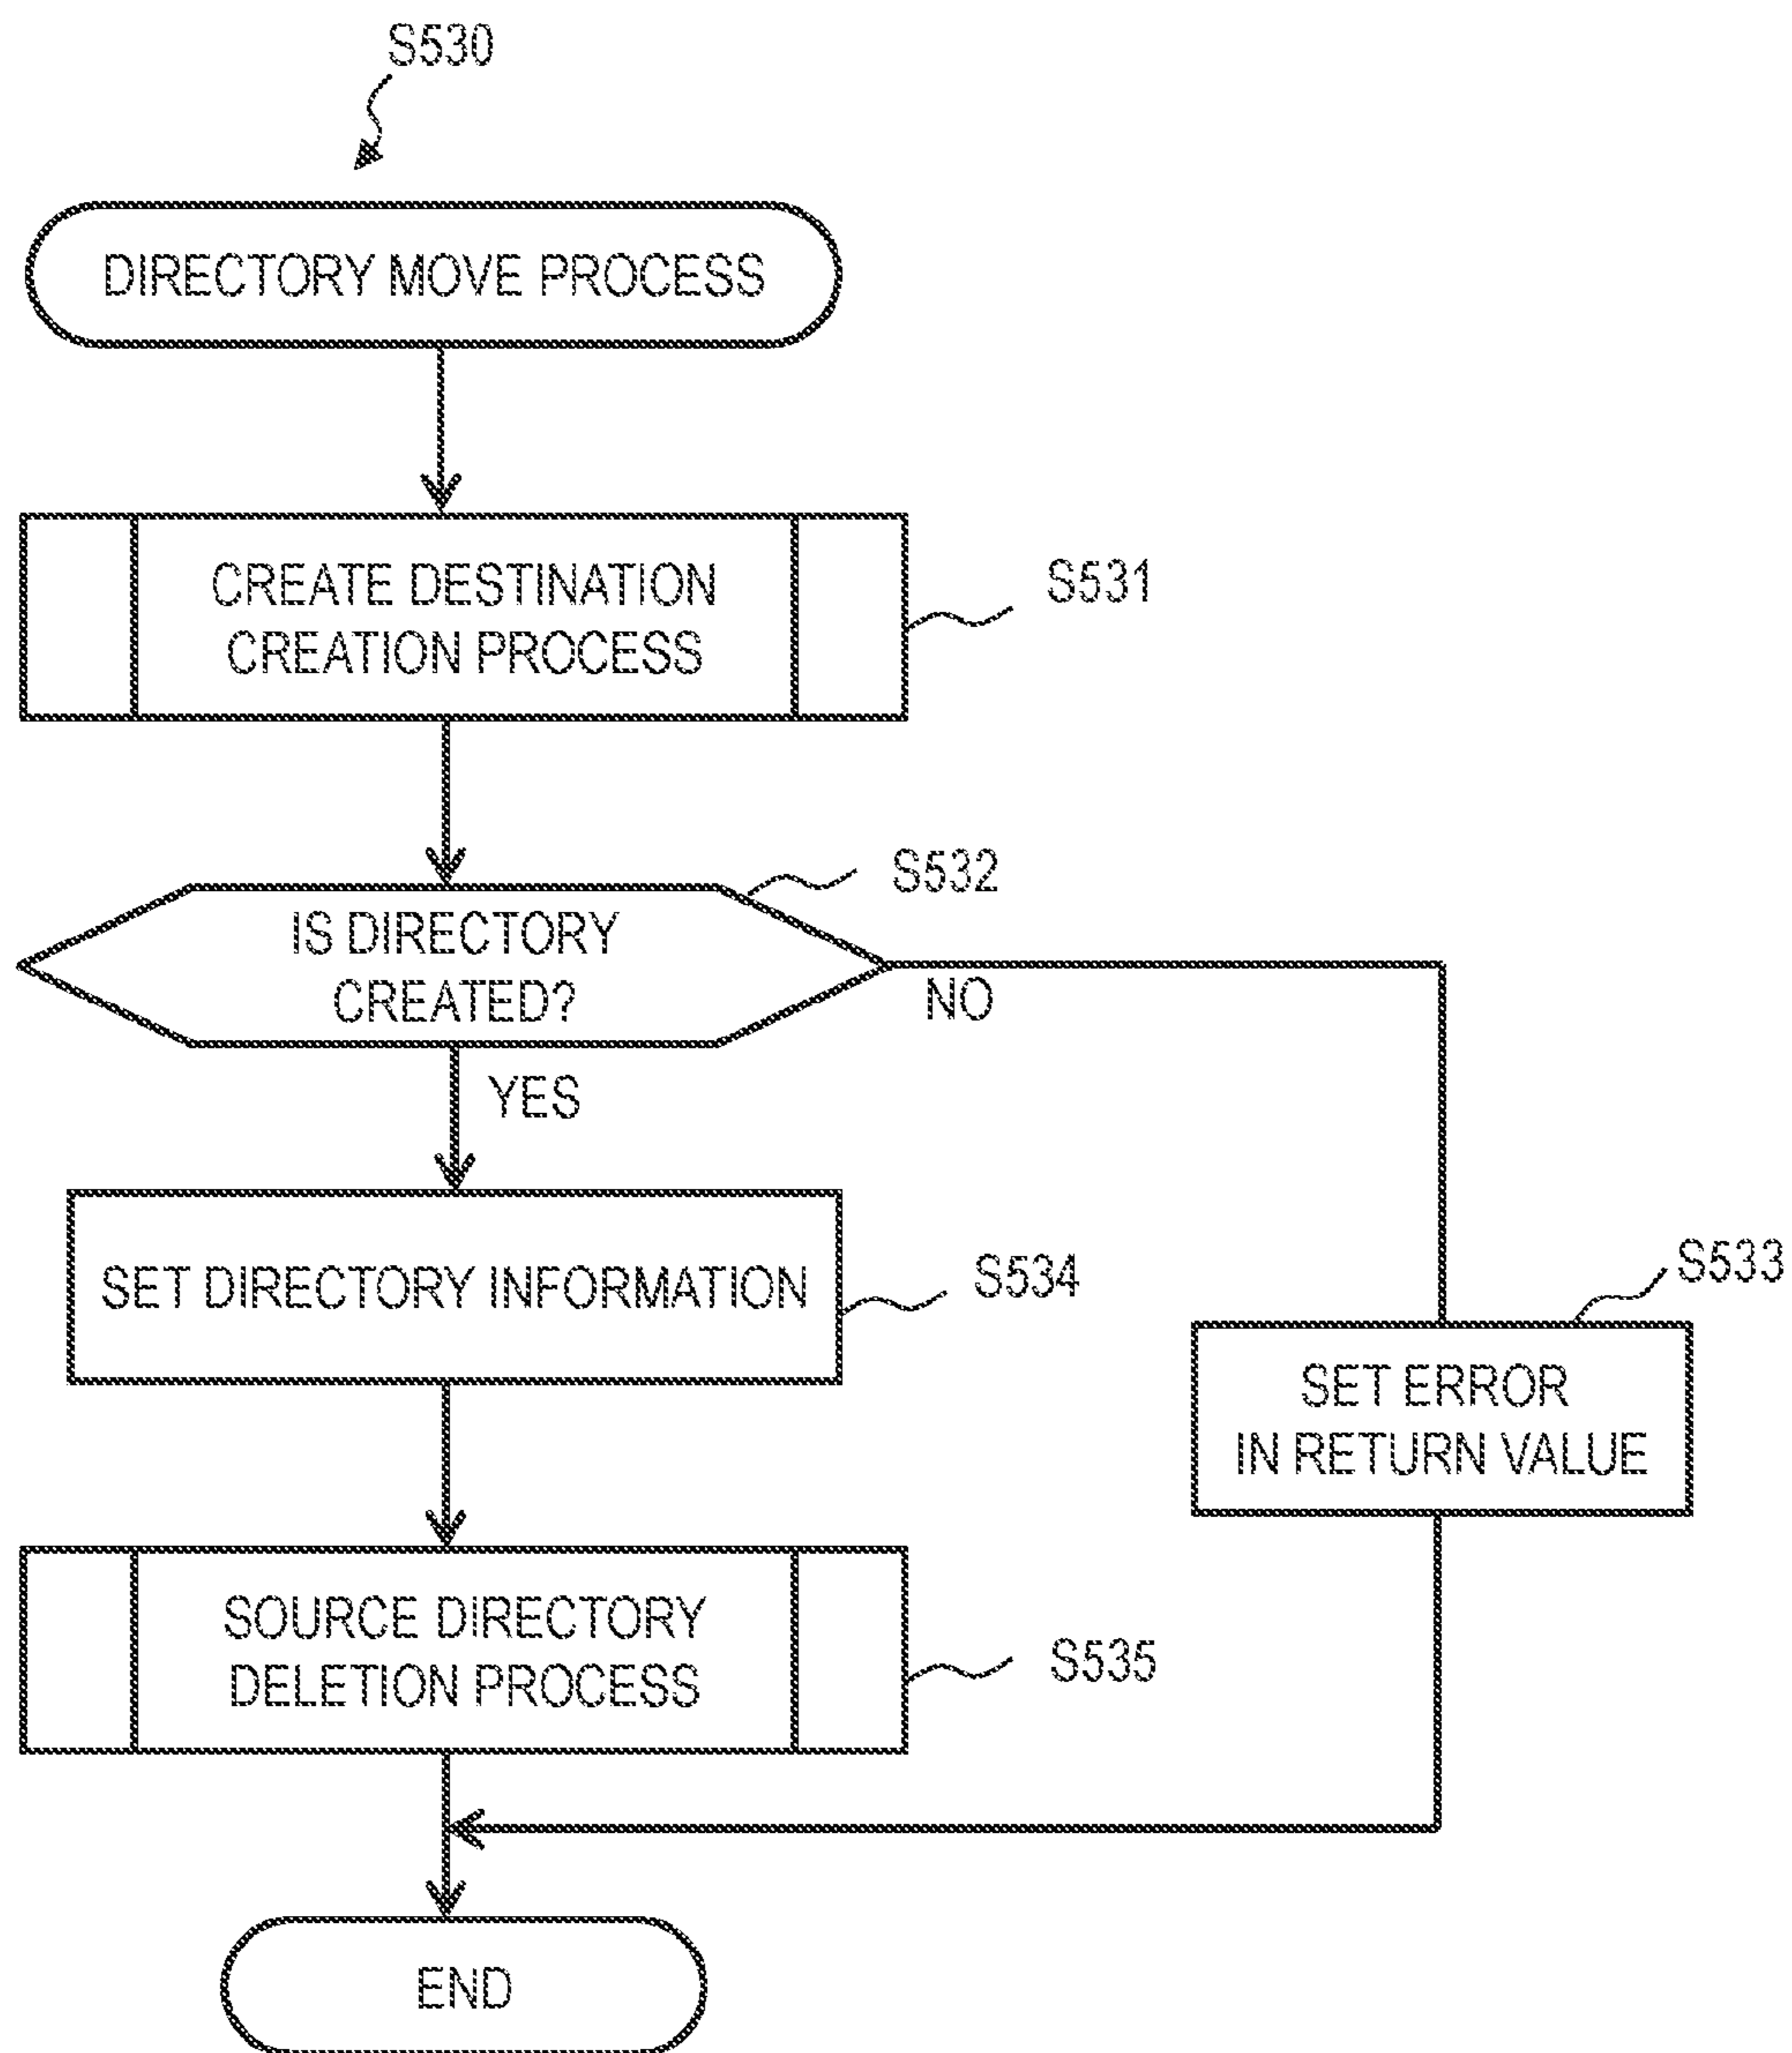 S530
DIRECTORY MOVE PROCESS
CREATE DESTINATION
CREATION PROCESS
S531
S532
IS DIRECTORY
CREATED?
NO
YES
SET DIRECTORY INFORMATION
S534
S533
SET ERROR
IN RETURN VALUE
SOURCE DIRECTORY
DELETION PROCESS
S535
END